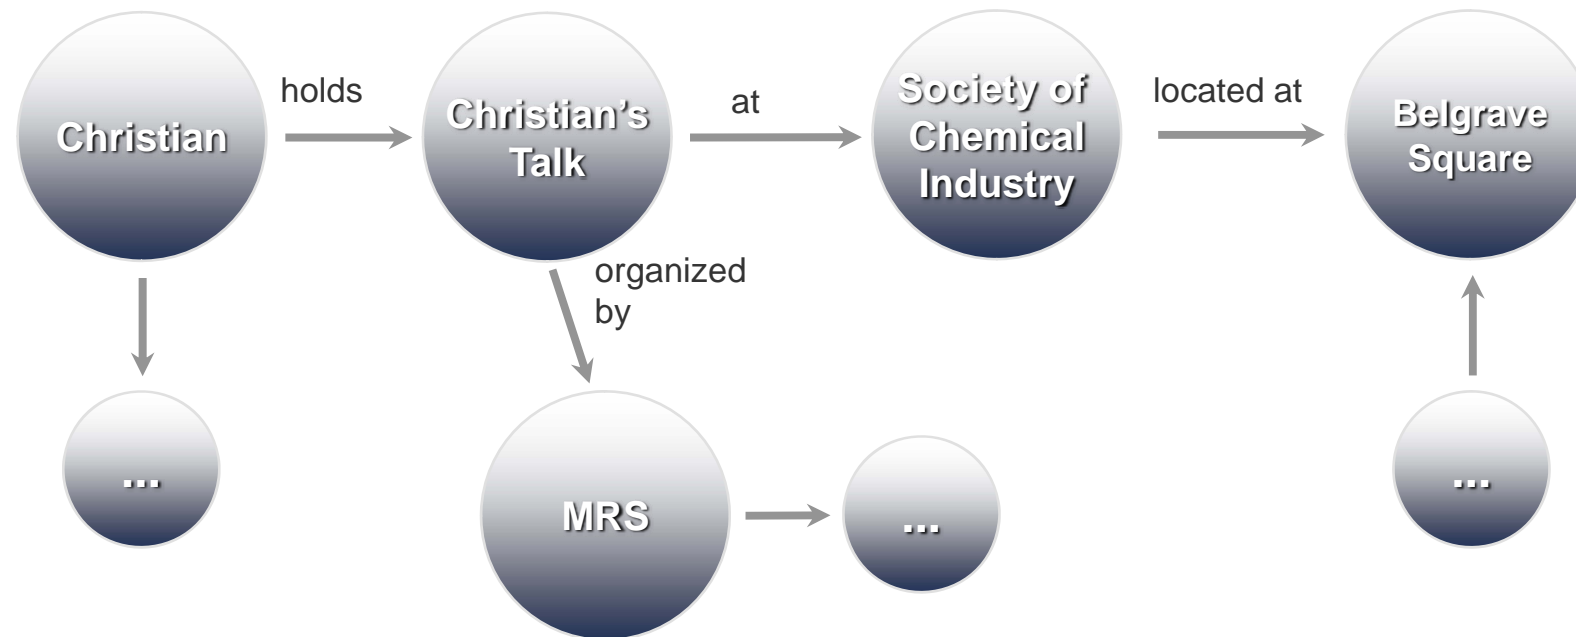 Christian
holds
Christian's
Talk
at
Society of
Chemical
Industry
located at
Belgrave
Square
organized
by
...
MRS
...
...